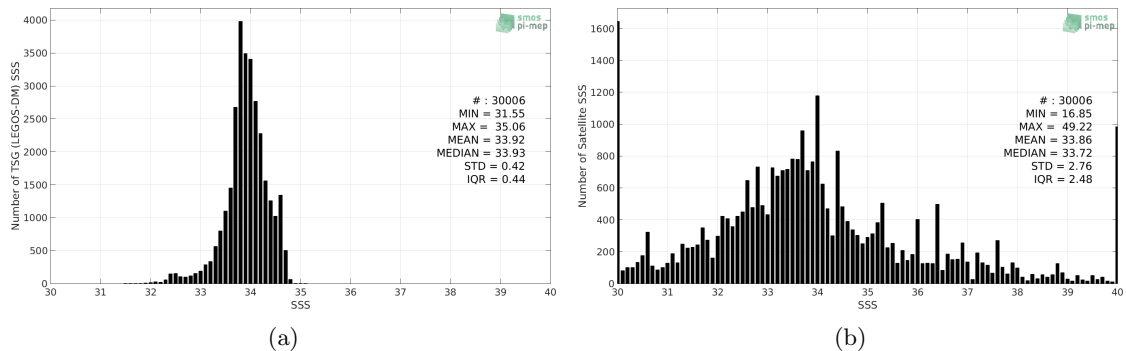 smos
pi-mep
4000
3500
3000
2500
2000
1500
1000
500
0
Number of TSG (LEGOS-DM) SSS
# : 30006
MIN = 31.55
MAX = 35.06
MEAN = 33.92
MEDIAN = 33.93
STD = 0.42
IQR = 0.44
30 31 32 33 34 35 36 37 38 39 40
SSS
(a)
smos
pi-mep
1600
1400
1200
1000
800
600
400
200
0
Number of Satellite SSS
# : 30006
MIN = 16.85
MAX = 49.22
MEAN = 33.86
MEDIAN = 33.72
STD = 2.76
IQR = 2.48
30 31 32 33 34 35 36 37 38 39 40
SSS
(b)